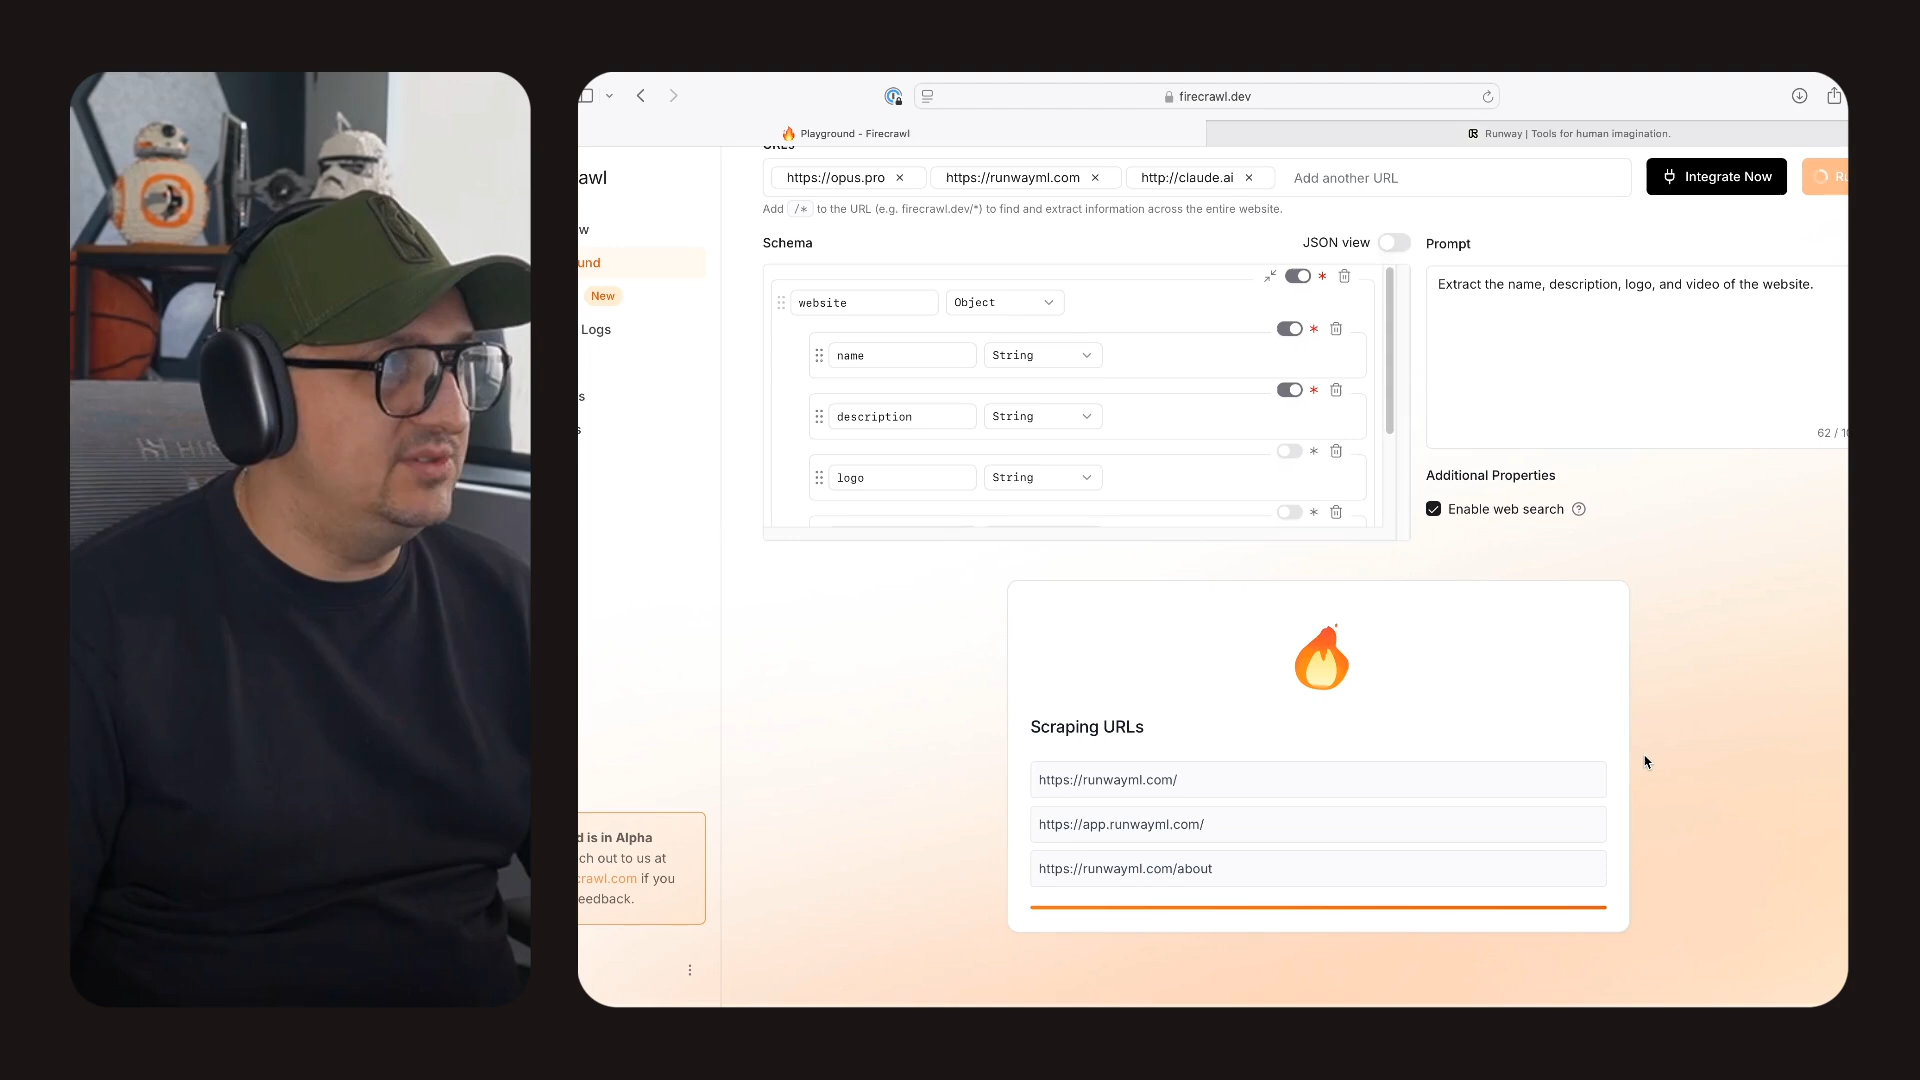 firecrawl.dev
Playground - Firecrawl
Runway | Tools for human imagination.
URLs
awl
https://opus.pro
https://runwayml.com
http://claude.ai
Add another URL
Integrate Now
Ru
Add /* to the URL (e.g. firecrawl.dev/*) to find and extract information across the entire website.
w
und
New
Logs
s
s
Schema
JSON view
Prompt
website
Object
*
name
String
*
description
String
*
logo
String
*
*
Extract the name, description, logo, and video of the website.
62 / 10
Additional Properties
Enable web search
Scraping URLs
https://runwayml.com/
https://app.runwayml.com/
https://runwayml.com/about
d is in Alpha
ch out to us at
crawl.com if you
eedback.